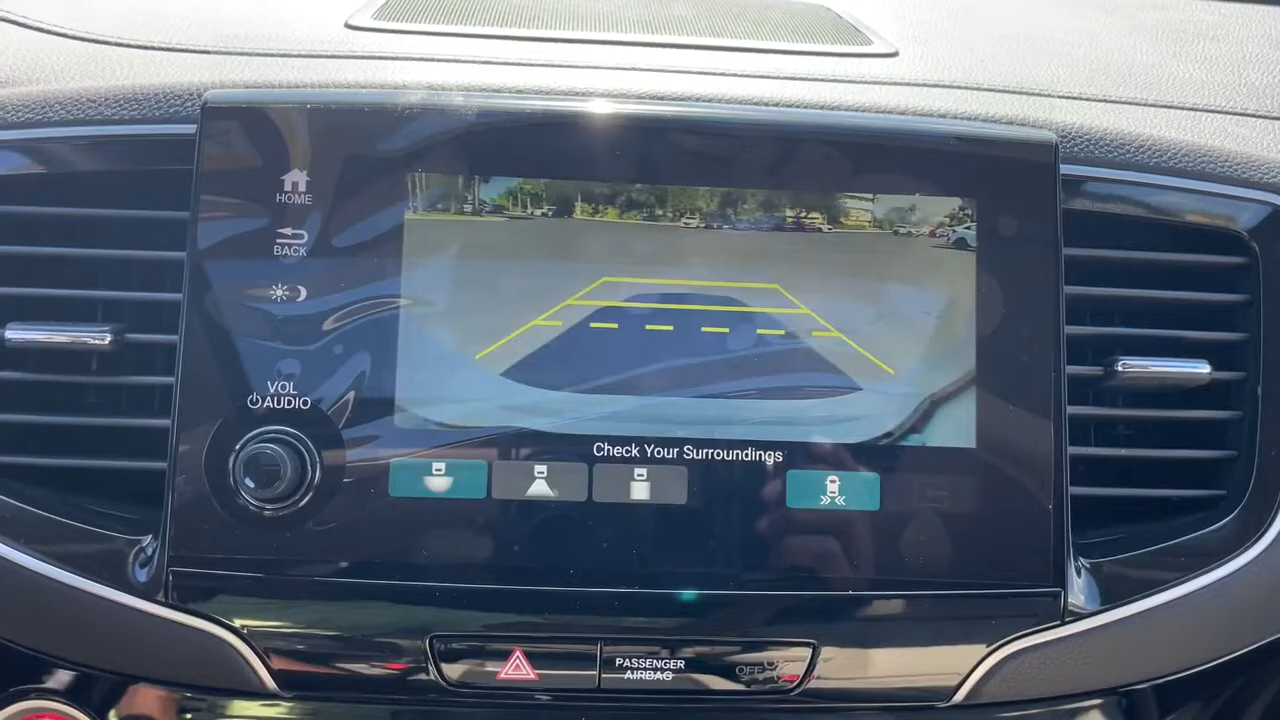 HOME
BACK
VOL
AUDIO
Check Your Surroundings
PASSENGER
AIRBAG
OFF